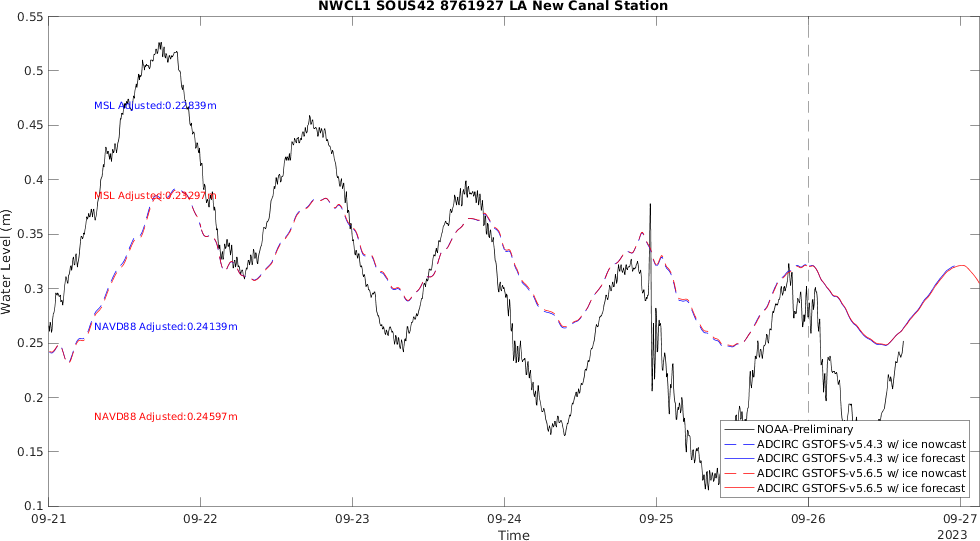 NWCL1 SOUS42 8761927 LA New Canal Station
0.55
0.5
0.45
0.4
0.35
0.3
0.25
0.2
0.15
0.1
Water Level (m)
MSL Adjusted:0.22839m
MSL Adjusted:0.23297m
NAVD88 Adjusted:0.24139m
NAVD88 Adjusted:0.24597m
NOAA-Preliminary
ADCIRC GSTOFS-v5.4.3 w/ ice nowcast
ADCIRC GSTOFS-v5.4.3 w/ ice forecast
ADCIRC GSTOFS-v5.6.5 w/ ice nowcast
ADCIRC GSTOFS-v5.6.5 w/ ice forecast
09-21 09-22 09-23 09-24 09-25 09-26 09-27
Time 2023